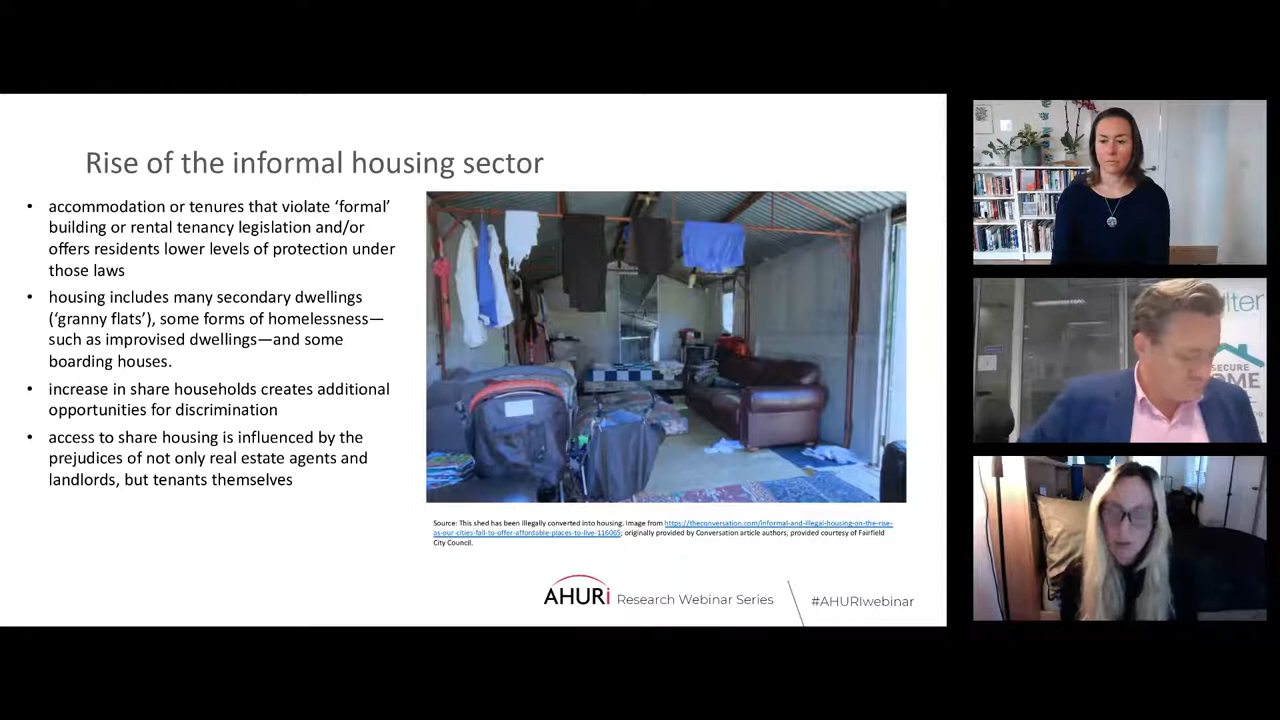 Rise of the informal housing sector
• accommodation or tenures that violate ‘formal’
building or rental tenancy legislation and/or
offers residents lower levels of protection under
those laws
• housing includes many secondary dwellings
(‘granny flats’), some forms of homelessness—
such as improvised dwellings—and some
boarding houses.
• increase in share households creates additional
opportunities for discrimination
• access to share housing is influenced by the
prejudices of not only real estate agents and
landlords, but tenants themselves
Source: This shed has been illegally converted into housing. Image from https://theconversation.com/informal-and-illegal-housing-on-the-rise-
as-our-cities-fail-to-offer-affordable-places-to-live-116065; originally provided by Conversation article authors, provided courtesy of Fairfield
City Council.
AHURI Research Webinar Series
#AHURIwebinar
SECURE